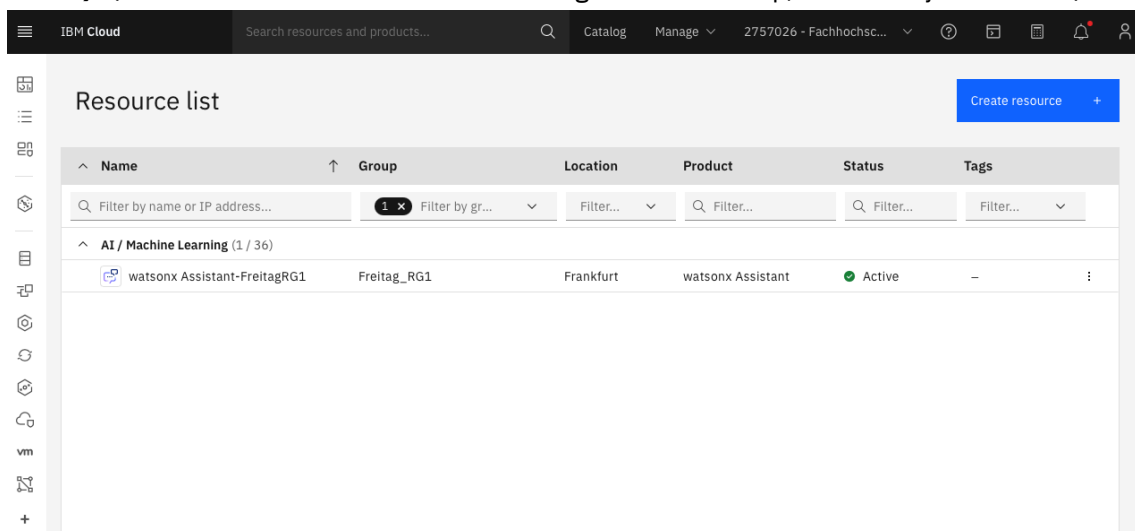 IBM Cloud Search resources and products... Catalog Manage 2757026 - Fachhochsc...
Resource list
Create resource +
Name Group Location Product Status Tags
Filter by name or IP address... 1 × Filter by gr... Filter... Filter... Filter... Filter...
AI / Machine Learning (1 / 36)
watsonx Assistant-FreitagRG1 Freitag_RG1 Frankfurt watsonx Assistant Active –
vm